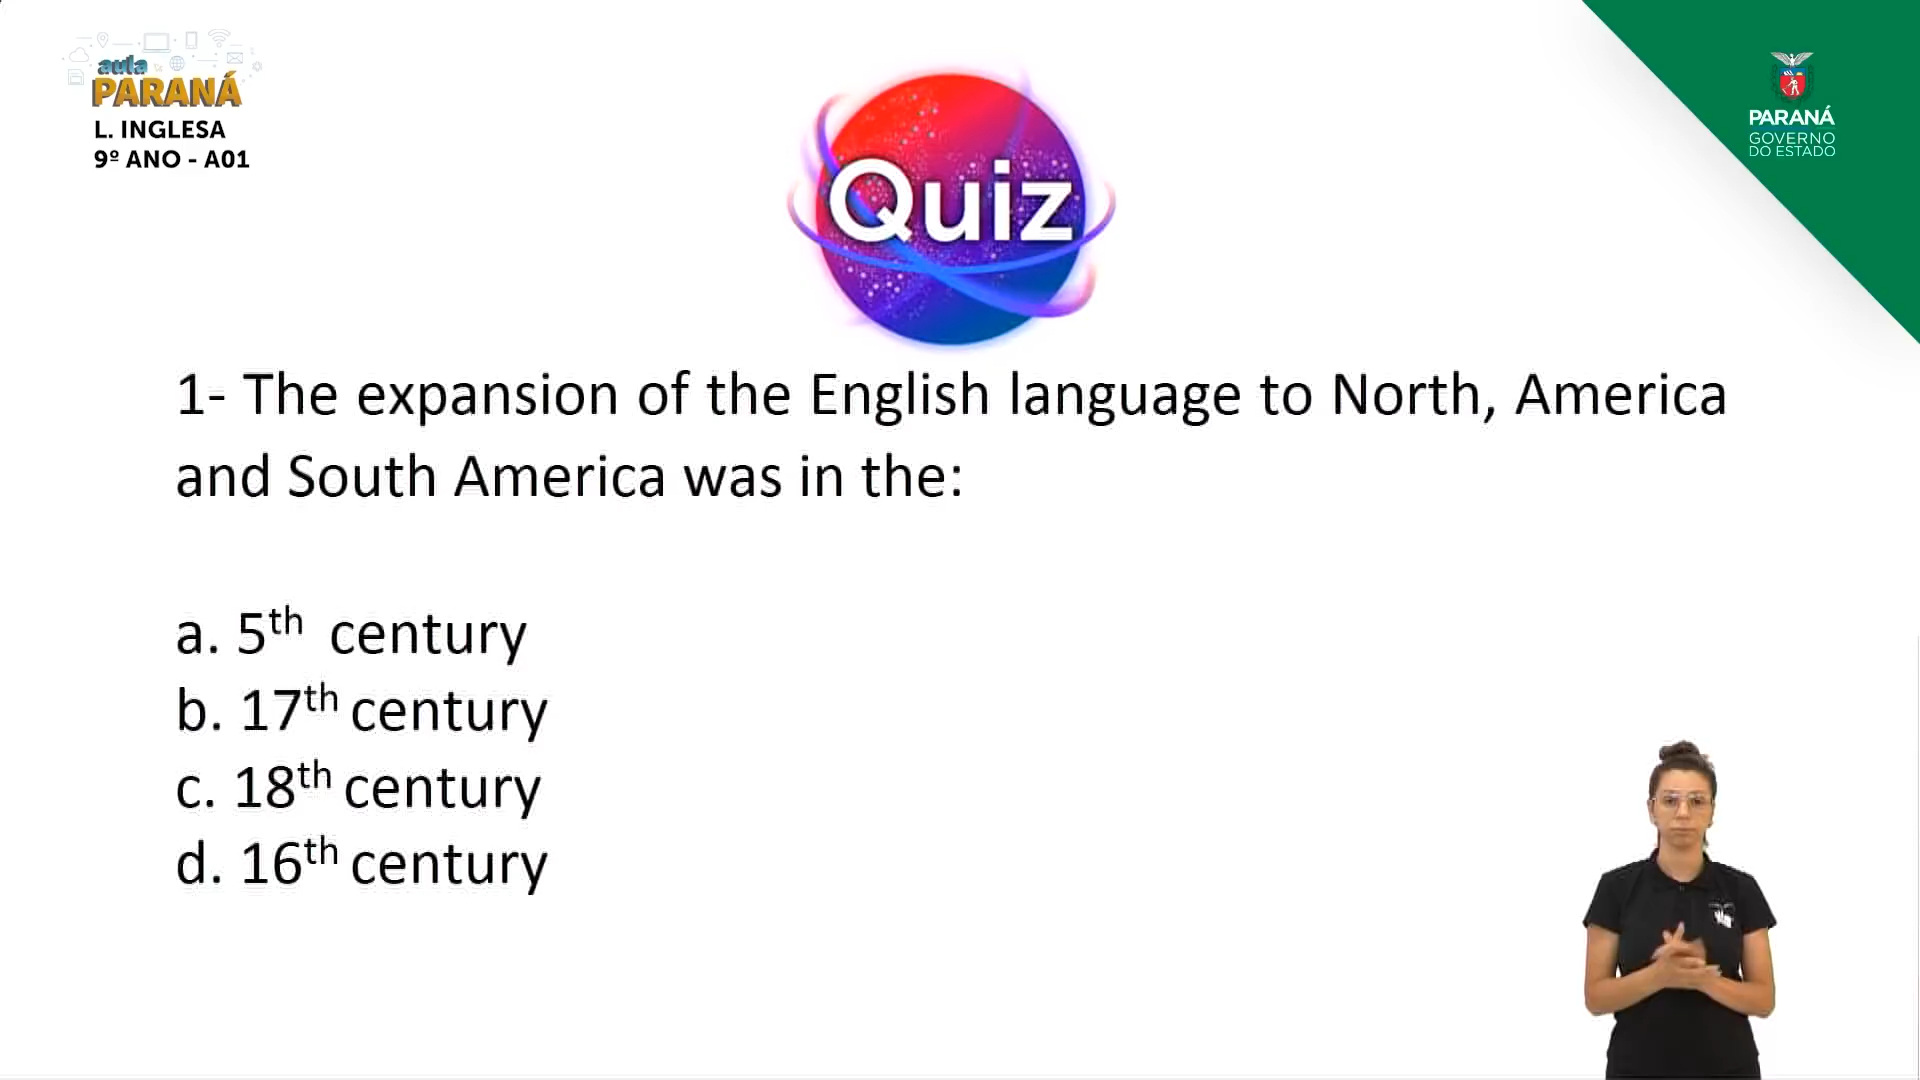 aula
PARANÁ
L. INGLESA
9º ANO - A01
Quiz
PARANÁ
GOVERNO
DO ESTADO
1- The expansion of the English language to North, America
and South America was in the:
a. 5th century
b. 17th century
c. 18th century
d. 16th century